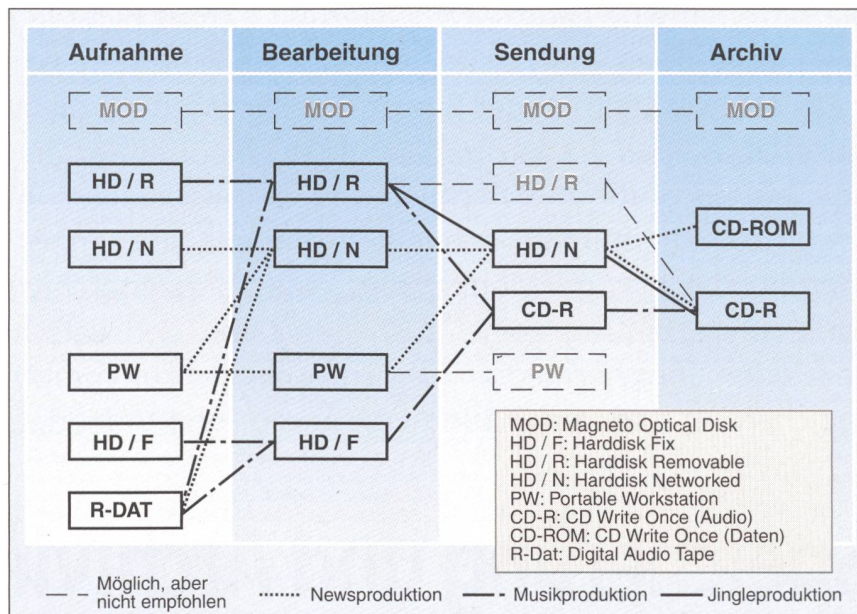 Aufnahme Bearbeitung Sendung Archiv
MOD MOD MOD MOD
HD / R HD / R HD / R
HD / N HD / N HD / N CD-ROM
CD-R CD-R
PW PW PW
HD / F HD / F
R-DAT
MOD: Magneto Optical Disk
HD / F: Harddisk Fix
HD / R: Harddisk Removable
HD / N: Harddisk Networked
PW: Portable Workstation
CD-R: CD Write Once (Audio)
CD-ROM: CD Write Once (Daten)
R-Dat: Digital Audio Tape
Möglich, aber
nicht empfohlen
Newsproduktion
Musikproduktion
Jingleproduktion